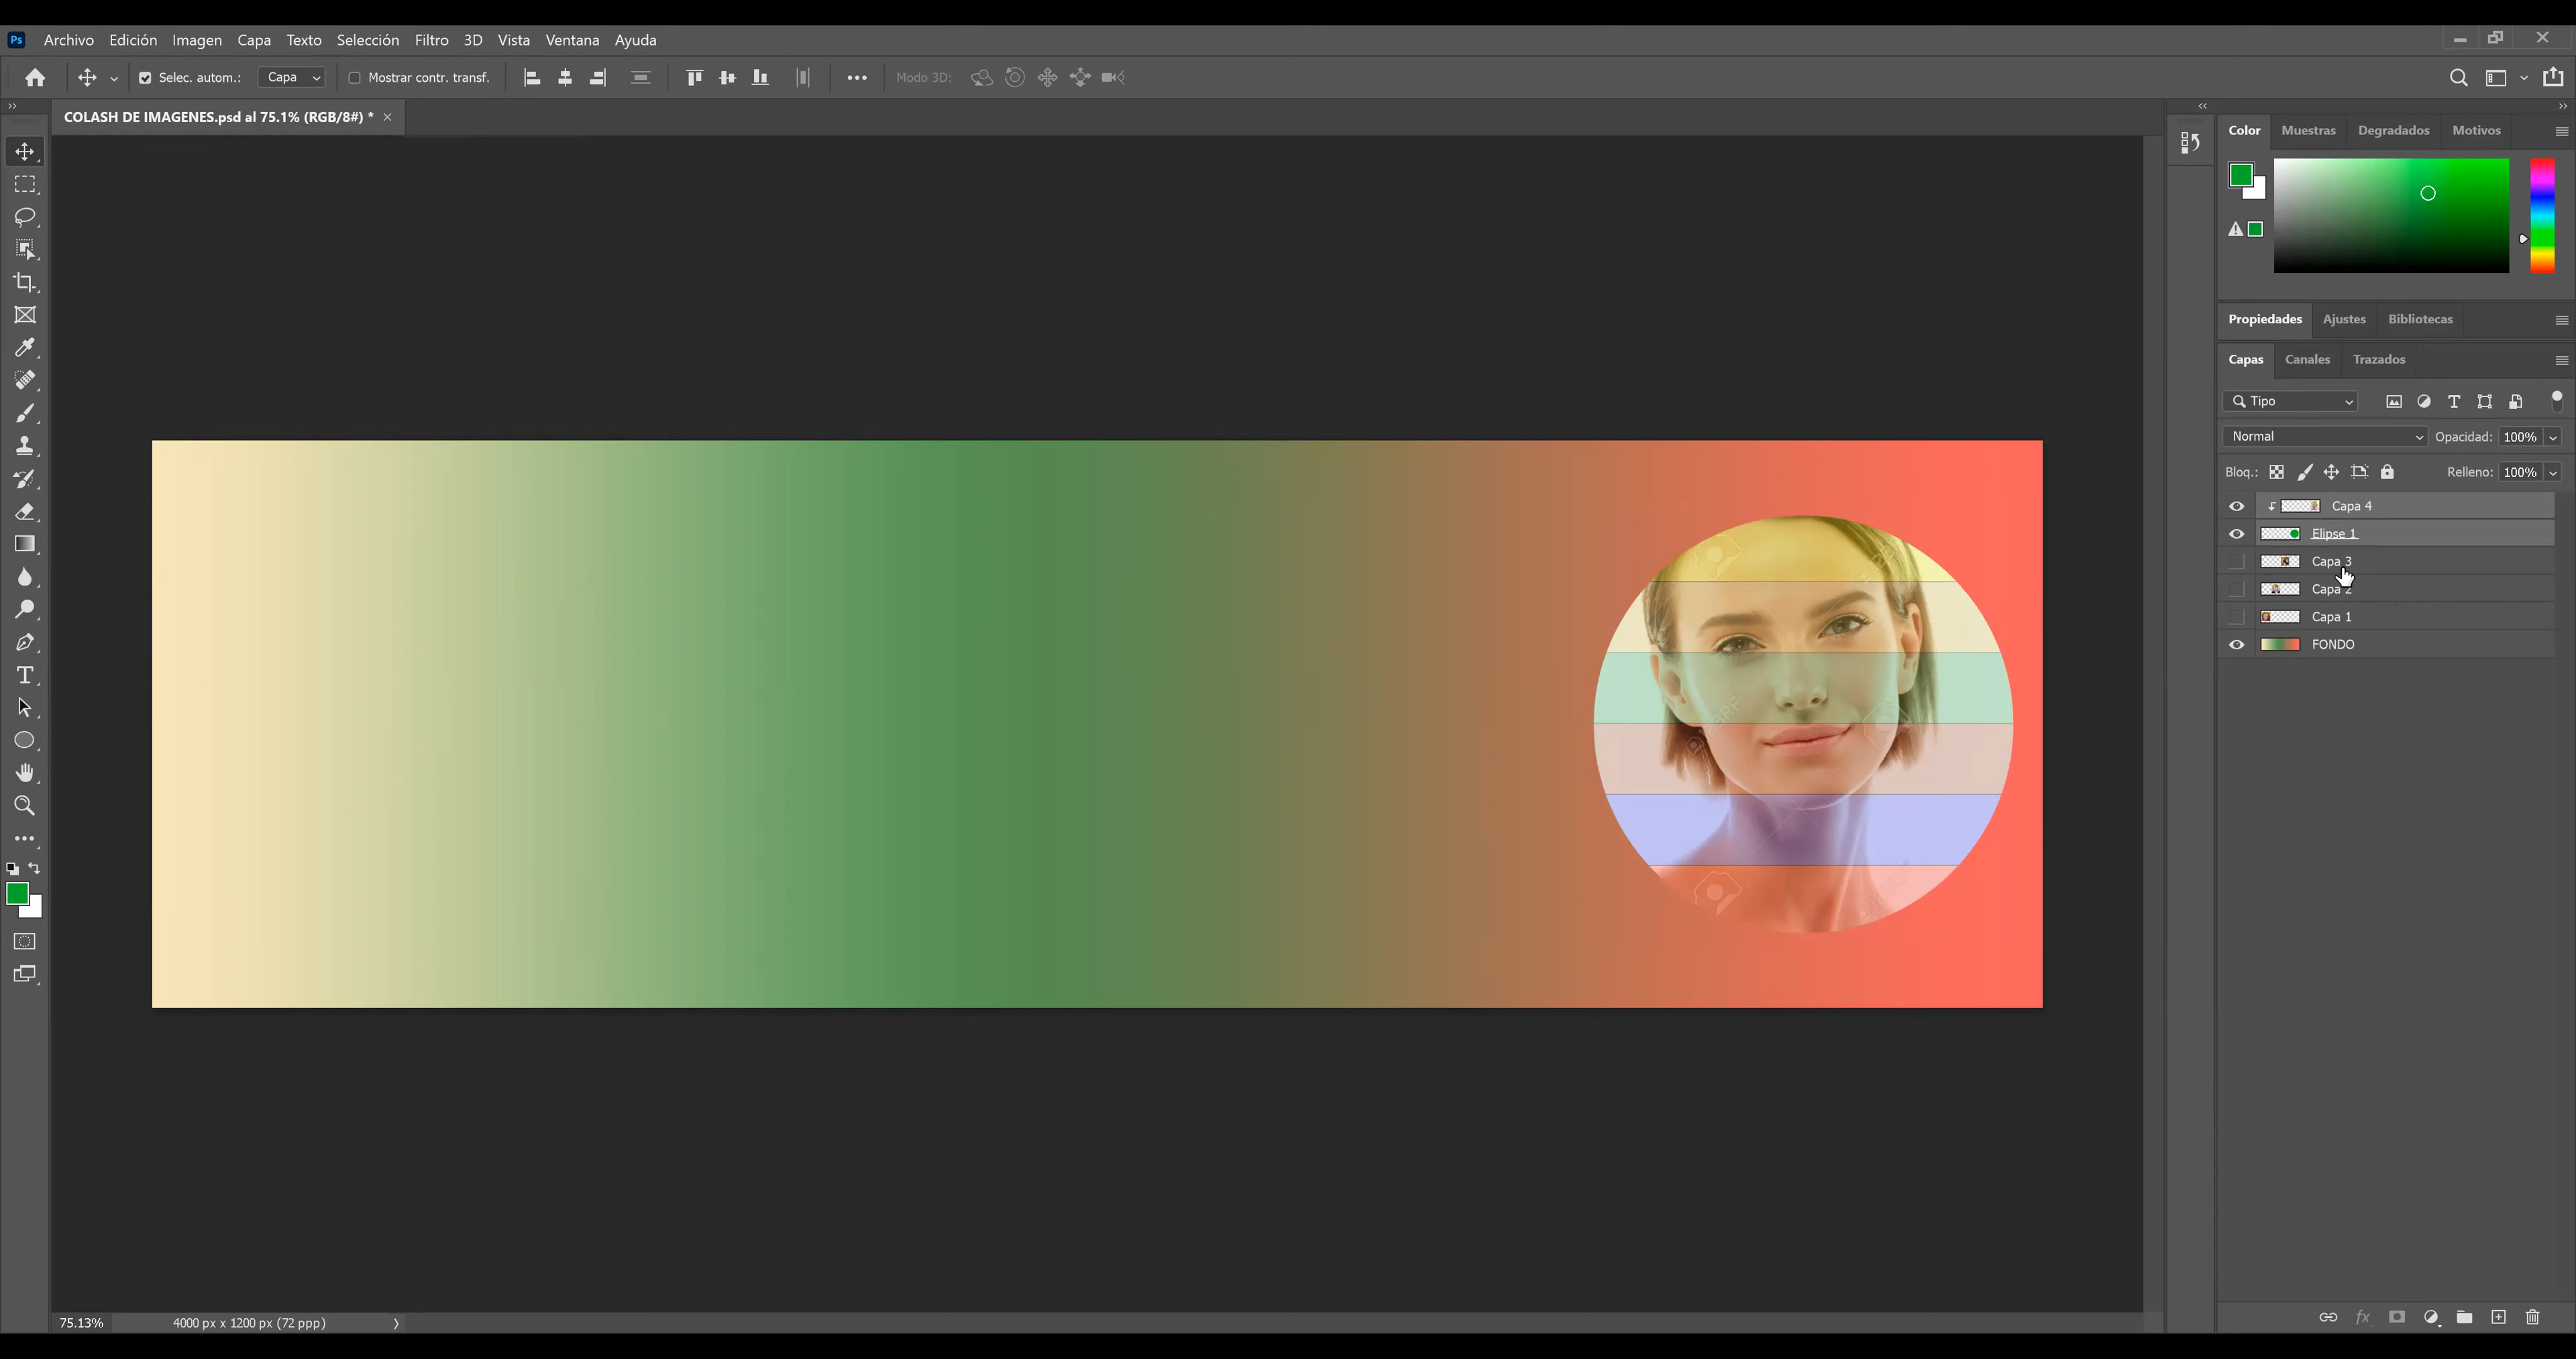 Ps Archivo Edición Imagen Capa Texto Selección Filtro 3D Vista Ventana Ayuda
Selec. autom.: Capa Mostrar contr. transf. Modo 3D:
COLASH DE IMAGENES.psd al 75.1% (RGB/8#) *
Color Muestras Degradados Motivos
Propiedades Ajustes Bibliotecas
Capas Canales Trazados
Tipo
Normal Opacidad: 100%
Bloq.: Relleno: 100%
Capa 4
Elipse 1
Capa 3
Capa 2
Capa 1
FONDO
75.13% 4000 px x 1200 px (72 ppp)